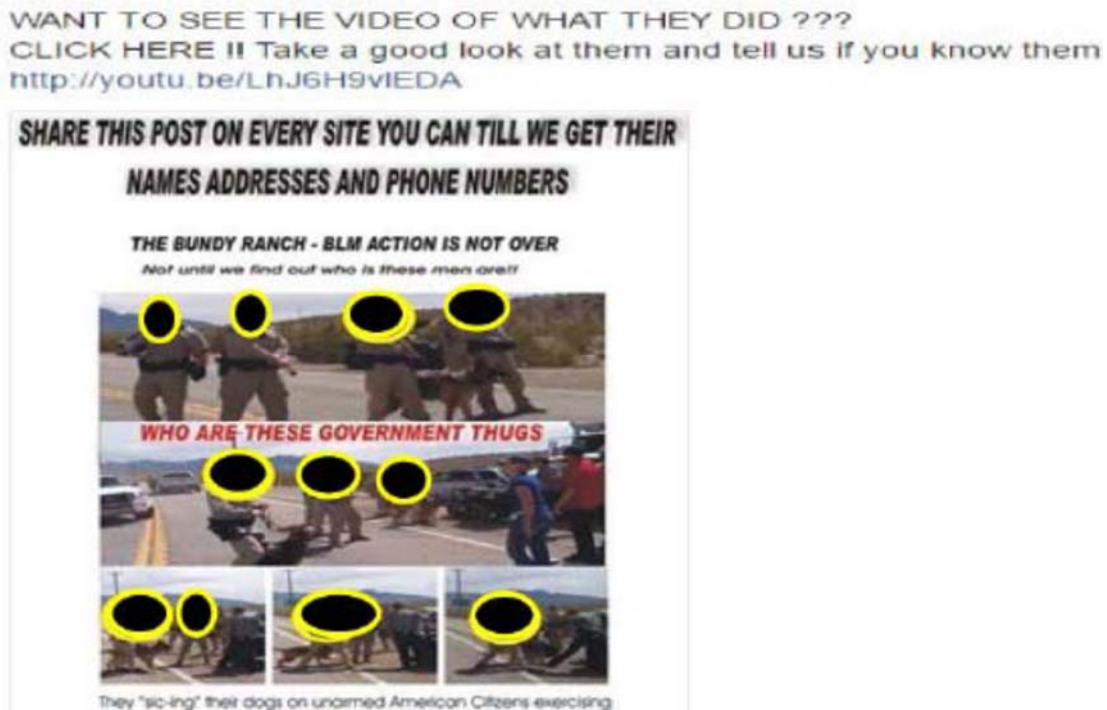 WANT TO SEE THE VIDEO OF WHAT THEY DID ???
CLICK HERE !! Take a good look at them and tell us if you know them
http://youtu.be/LhJ6H9vIEDA
SHARE THIS POST ON EVERY SITE YOU CAN TILL WE GET THEIR
NAMES ADDRESSES AND PHONE NUMBERS
THE BUNDY RANCH - BLM ACTION IS NOT OVER
Not until we find out who is these men are!!
WHO ARE THESE GOVERNMENT THUGS
They "sic-ing" their dogs on unarmed American Citizens exercising